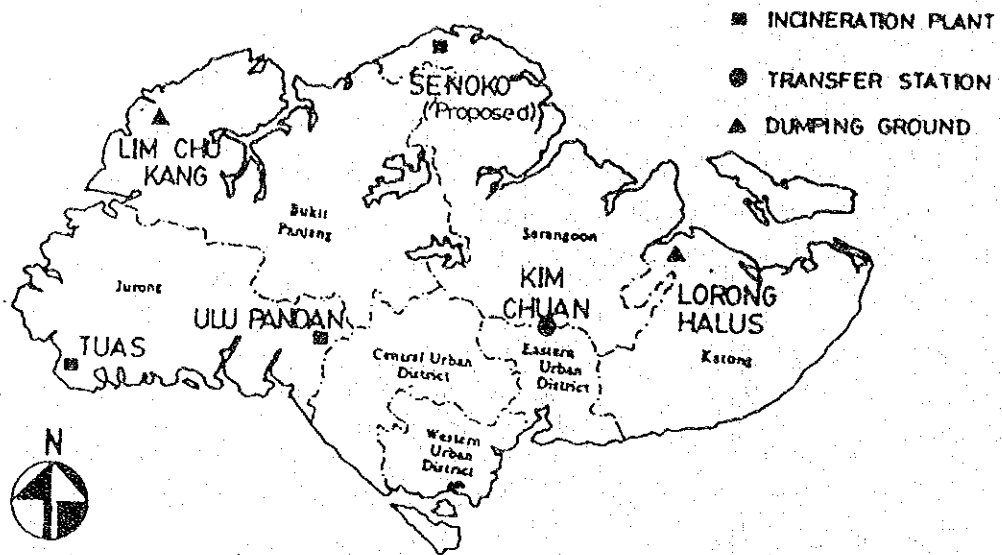 INCINERATION PLANT
TRANSFER STATION
DUMPING GROUND
SENOKO
(Proposed)
LIM CHU
KANG
Bukit
Panjang
Serangoon
Jurong
ULU PANDAN
KIM
CHUAN
LORONG
HALUS
TUAS
Central Urban
District
Eastern
Urban
District
Katong
Western
Urban
District
N